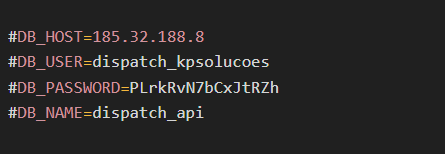 #DB_HOST=185.32.188.8
#DB_USER=dispatch_kpsolucoes
#DB_PASSWORD=PLrkRvN7bCxJtRZh
#DB_NAME=dispatch_api